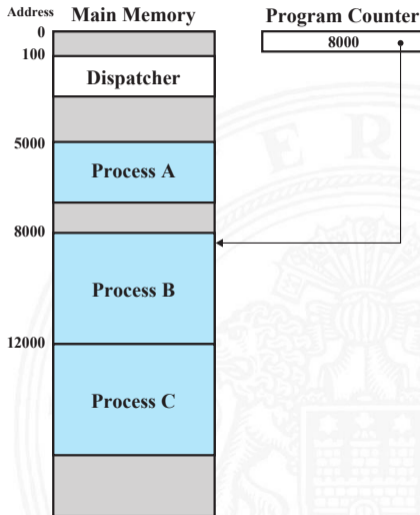 Address Main Memory Program Counter
0
8000
100
Dispatcher
5000
Process A
8000
Process B
12000
Process C
E R